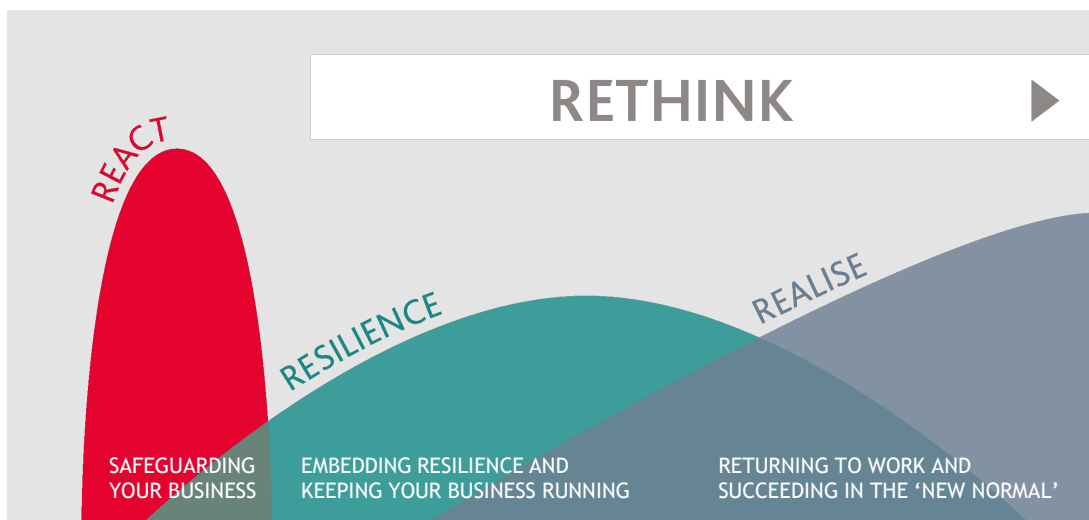 RETHINK
REACT
RESILIENCE
REALISE
SAFEGUARDING
YOUR BUSINESS
EMBEDDING RESILIENCE AND
KEEPING YOUR BUSINESS RUNNING
RETURNING TO WORK AND
SUCCEEDING IN THE ‘NEW NORMAL’